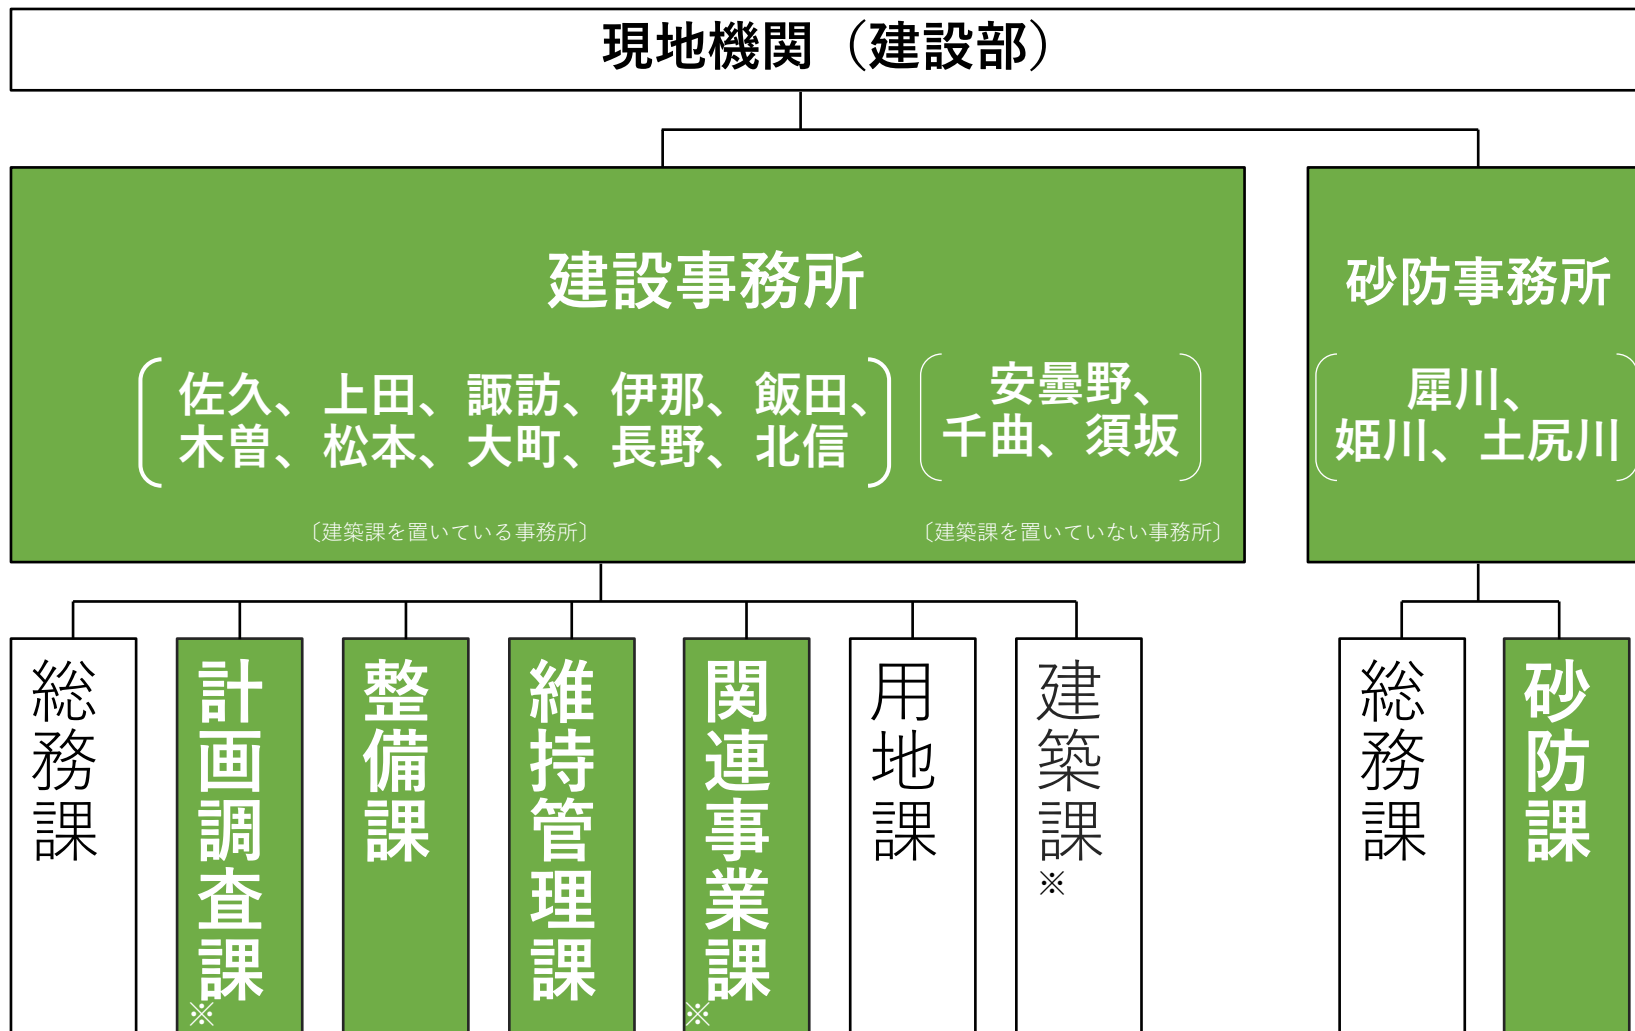 現地機関（建設部）
建設事務所
佐久、上田、諏訪、伊那、飯田、
木曽、松本、大町、長野、北信
〔建築課を置いている事務所〕
安曇野、
千曲、須坂
〔建築課を置いていない事務所〕
砂防事務所
犀川、
姫川、土尻川
総務課
計画調査課※
整備課
維持管理課
関連事業課※
用地課
建築課※
総務課
砂防課